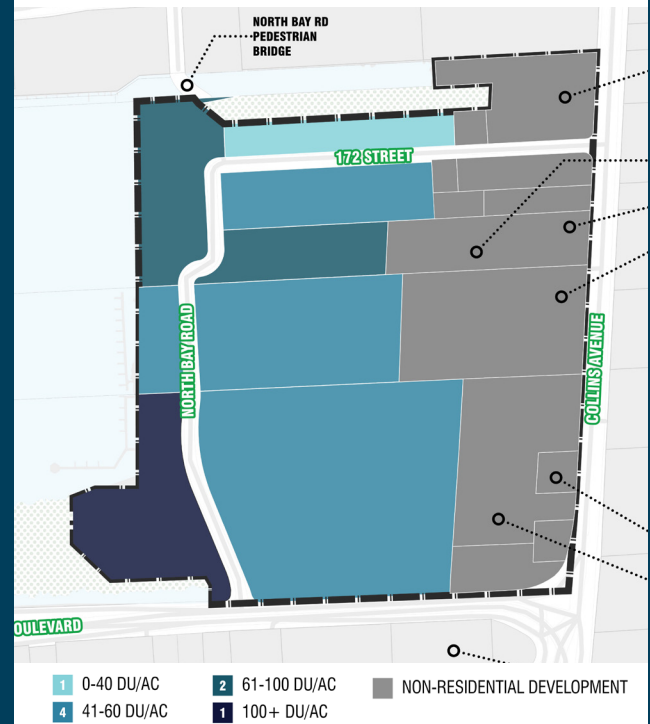 NORTH BAY RD
PEDESTRIAN
BRIDGE
172 STREET
NORTH BAY ROAD
COLLINS AVENUE
OULEVARD
1 0-40 DU/AC
2 61-100 DU/AC
NON-RESIDENTIAL DEVELOPMENT
4 41-60 DU/AC
1 100+ DU/AC